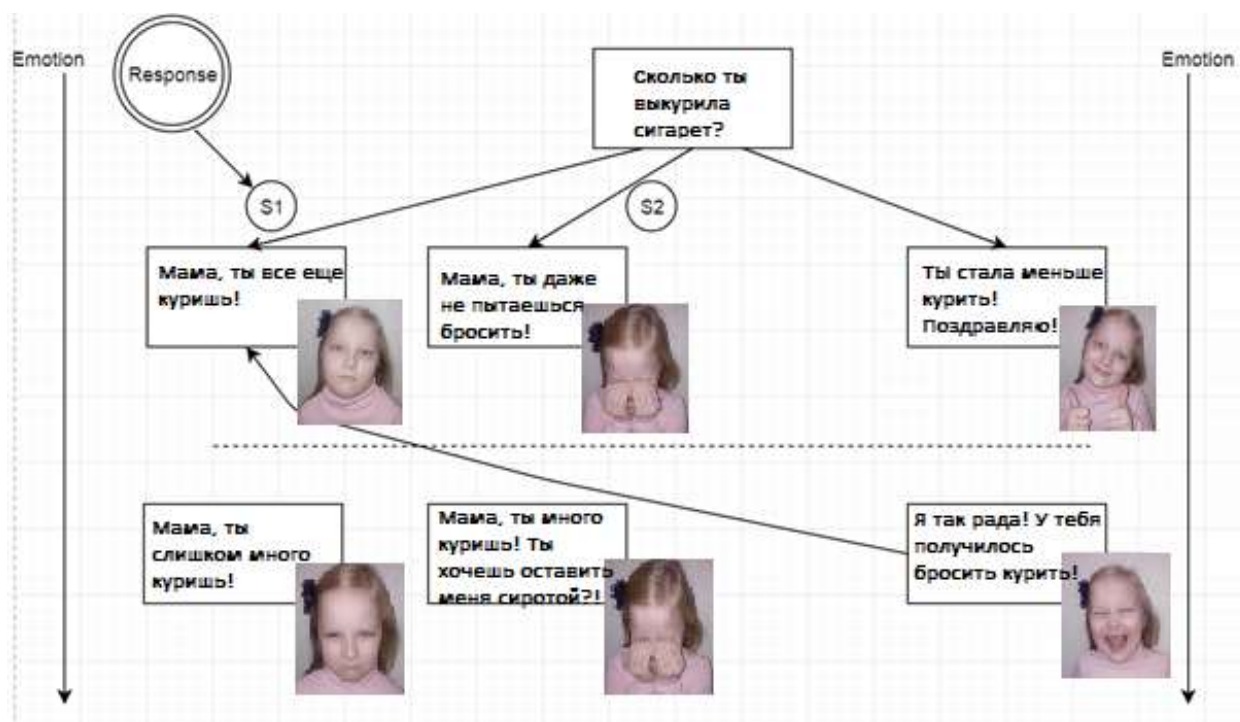 Emotion
Response
Сколько ты
выкурила
сигарет?
Emotion
S1
S2
Мама, ты все еще
куришь!
Мама, ты даже
не пытаешься
бросить!
ТЫ стала меньше
курить!
Поздравляю!
Мама, ты
слишком много
куришь!
Мама, ты много
куришь! Ты
хочешь оставить
меня сиротой?!
Я так рада! У тебя
получилось
бросить курить!